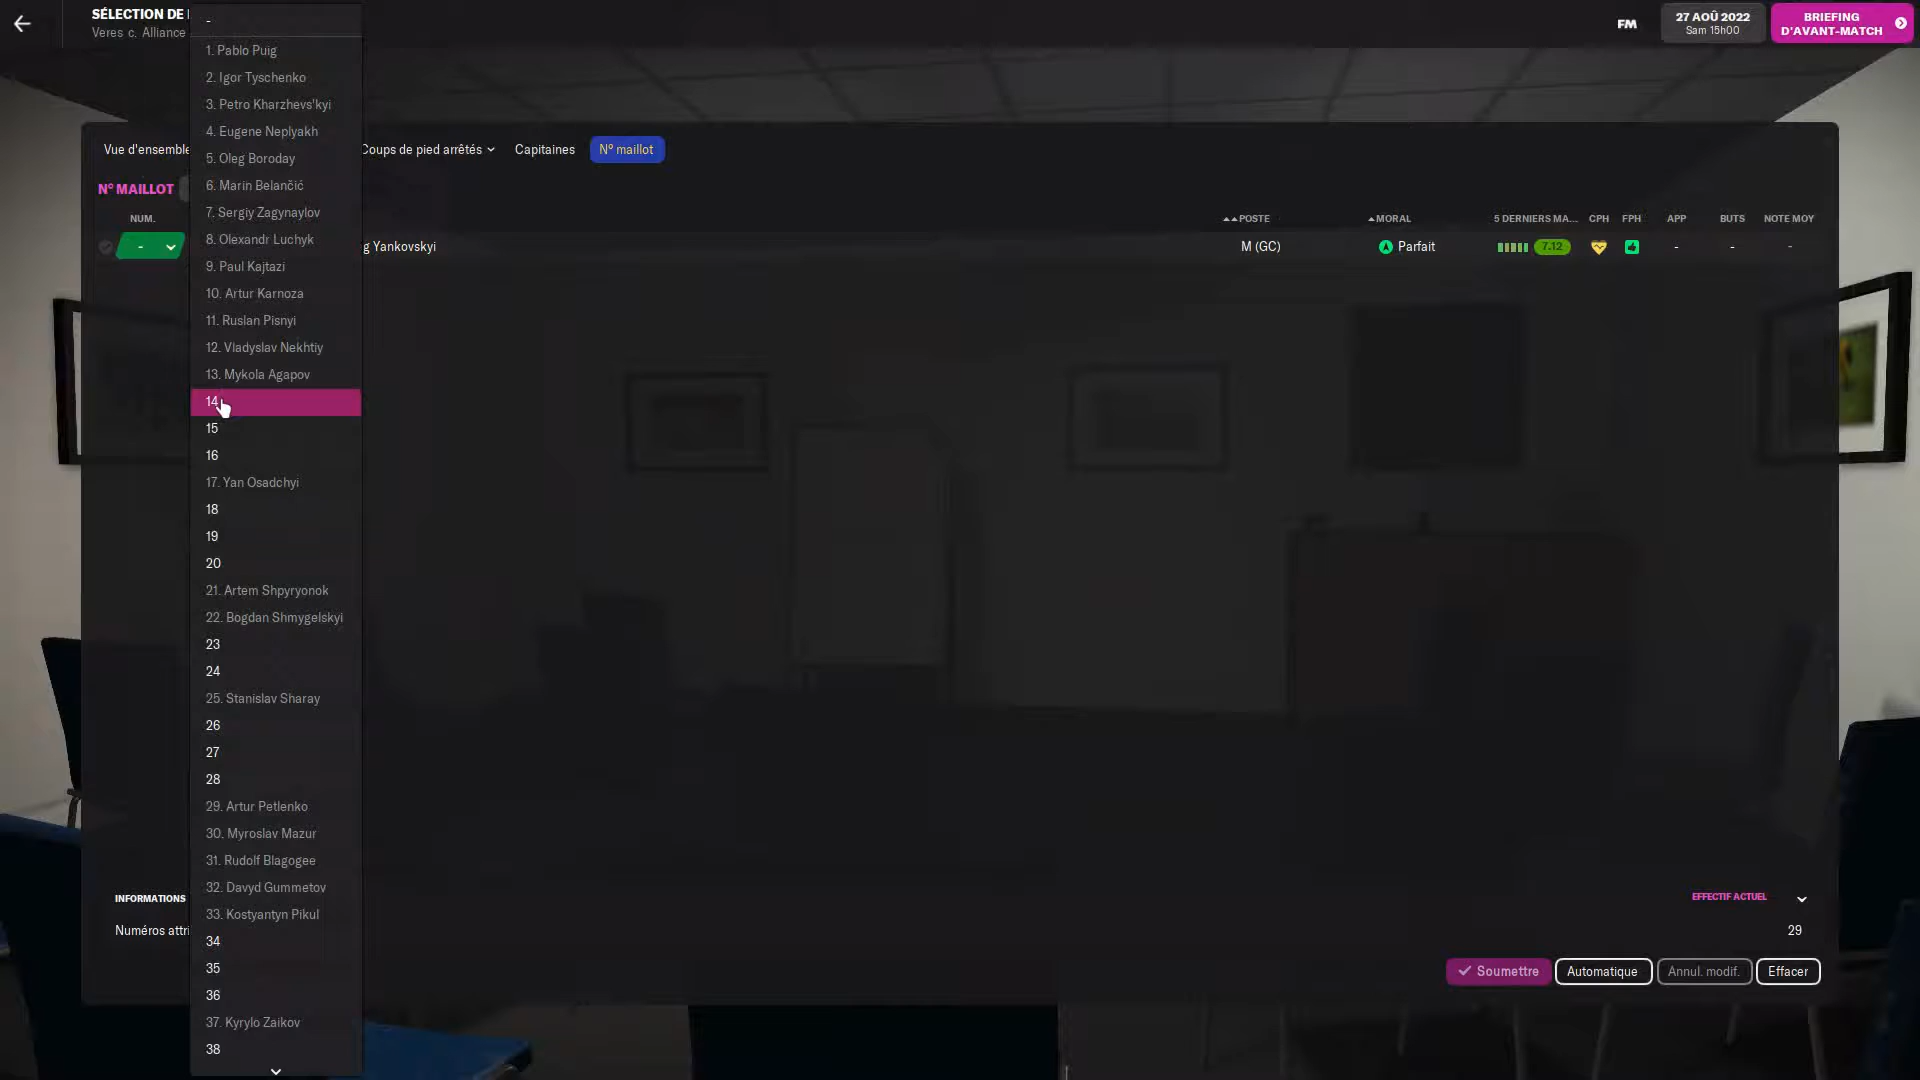 SÉLECTION DE
Veres c. Alliance
FM
27 AOÛ 2022
Sam 15h00
BRIEFING
D'AVANT-MATCH
Vue d'ensemble
Coups de pied arrêtés
Capitaines
N° maillot
N° MAILLOT
NUM.
POSTE
MORAL
5 DERNIERS MA...
CPH
FPH
APP
BUTS
NOTE MOY
-
g Yankovskyi
M (GC)
Parfait
7.12
-
-
-
-
1. Pablo Puig
2. Igor Tyschenko
3. Petro Kharzhevs'kyi
4. Eugene Neplyakh
5. Oleg Boroday
6. Marin Belančić
7. Sergiy Zagynaylov
8. Olexandr Luchyk
9. Paul Kajtazi
10. Artur Karnoza
11. Ruslan Pisnyi
12. Vladyslav Nekhtiy
13. Mykola Agapov
14
15
16
17. Yan Osadchyi
18
19
20
21. Artem Shpyryonok
22. Bogdan Shmygelskyi
23
24
25. Stanislav Sharay
26
27
28
29. Artur Petlenko
30. Myroslav Mazur
31. Rudolf Blagogee
32. Davyd Gummetov
33. Kostyantyn Pikul
34
35
36
37. Kyrylo Zaikov
38
INFORMATIONS
EFFECTIF ACTUEL
Numéros attri
29
Soumettre
Automatique
Annul. modif.
Effacer